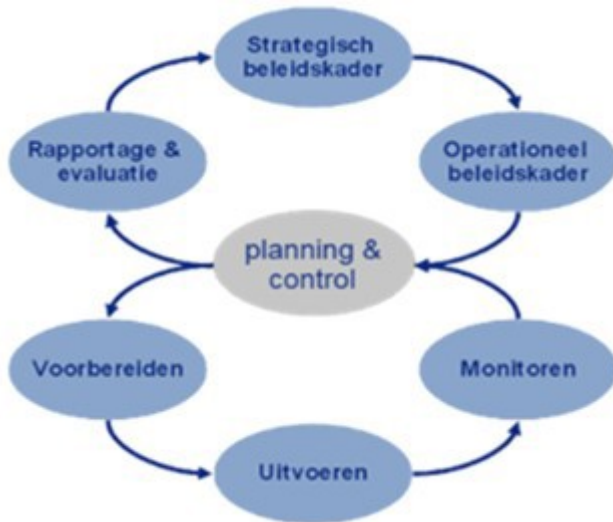 Strategisch
beleidskader
Rapportage &
evaluatie
Operationeel
beleidskader
planning &
control
Voorbereiden
Monitoren
Uitvoeren